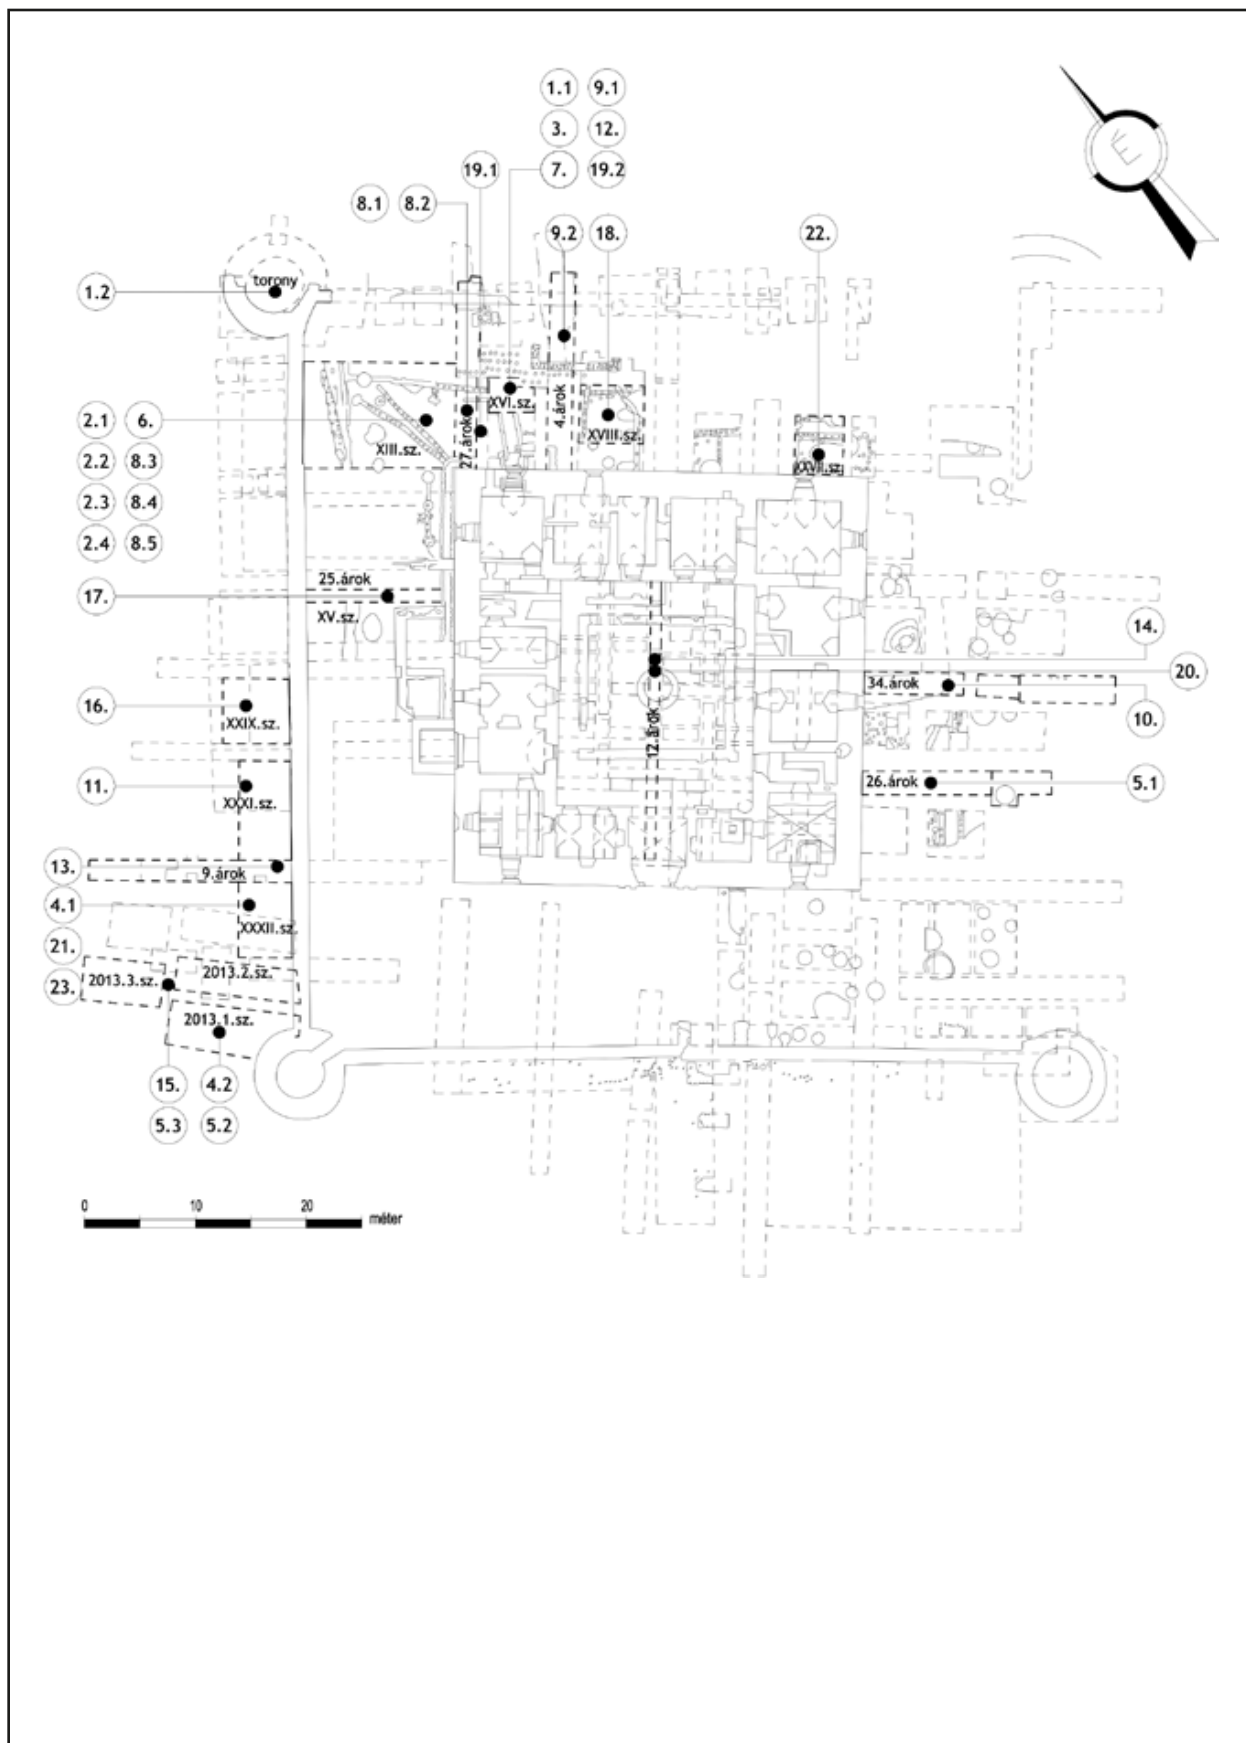 1.1 9.1
3. 12.
7. 19.2
19.1
8.1 8.2
9.2 18.
22.
É
1.2
torony
2.1 6.
2.2 8.3
2.3 8.4
2.4 8.5
XIII.sz.
27.árok
XVI.sz.
4.árok
XVIII.sz.
XXVII.sz.
17.
25.árok
XV.sz.
14.
20.
10.
34.árok
12.árok
16.
XXIX.sz.
11.
XXXI.sz.
26.árok
5.1
13.
9.árok
4.1
XXXII.sz.
21.
23.
2013.3.sz.
2013.2.sz.
2013.1.sz.
15. 4.2
5.3 5.2
0 10 20
méter